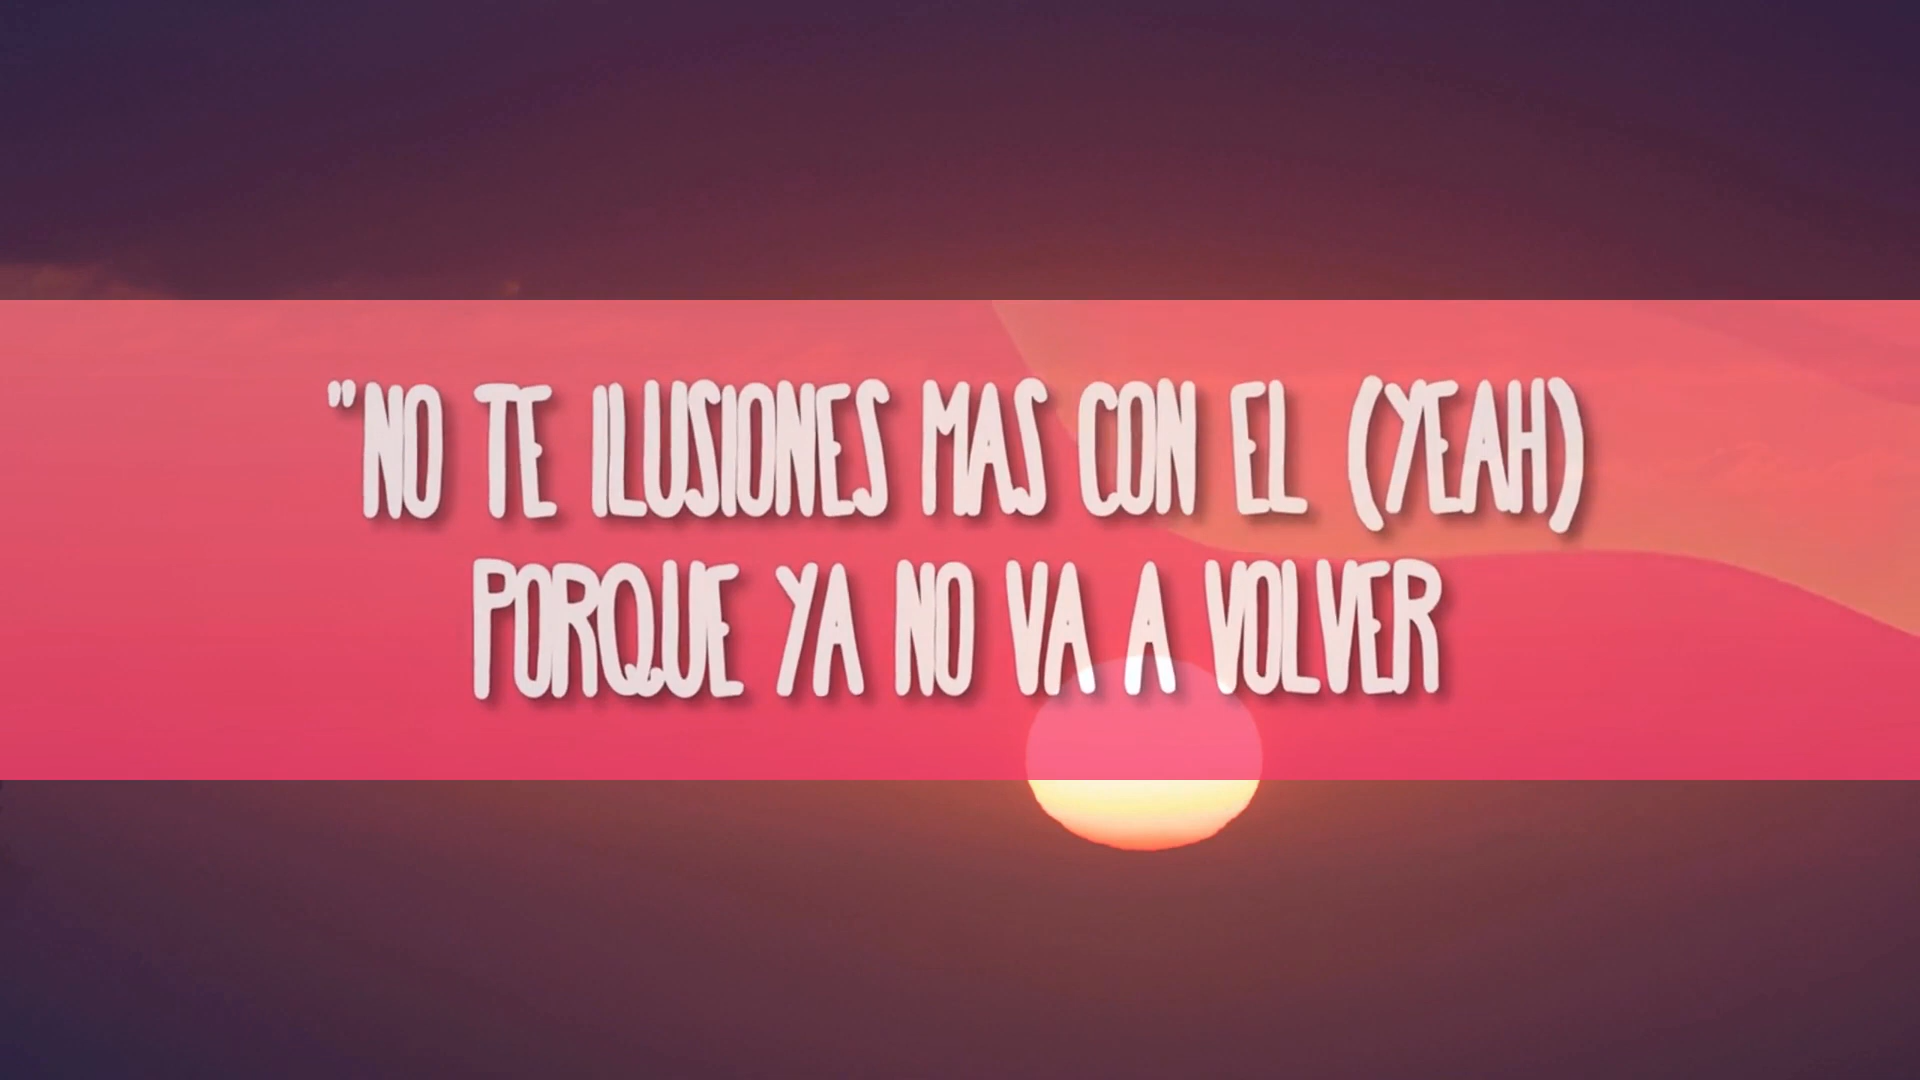 "NO TE ILUSIONES MAS CON EL (YEAH)
PORQUE YA NO VA A VOLVER